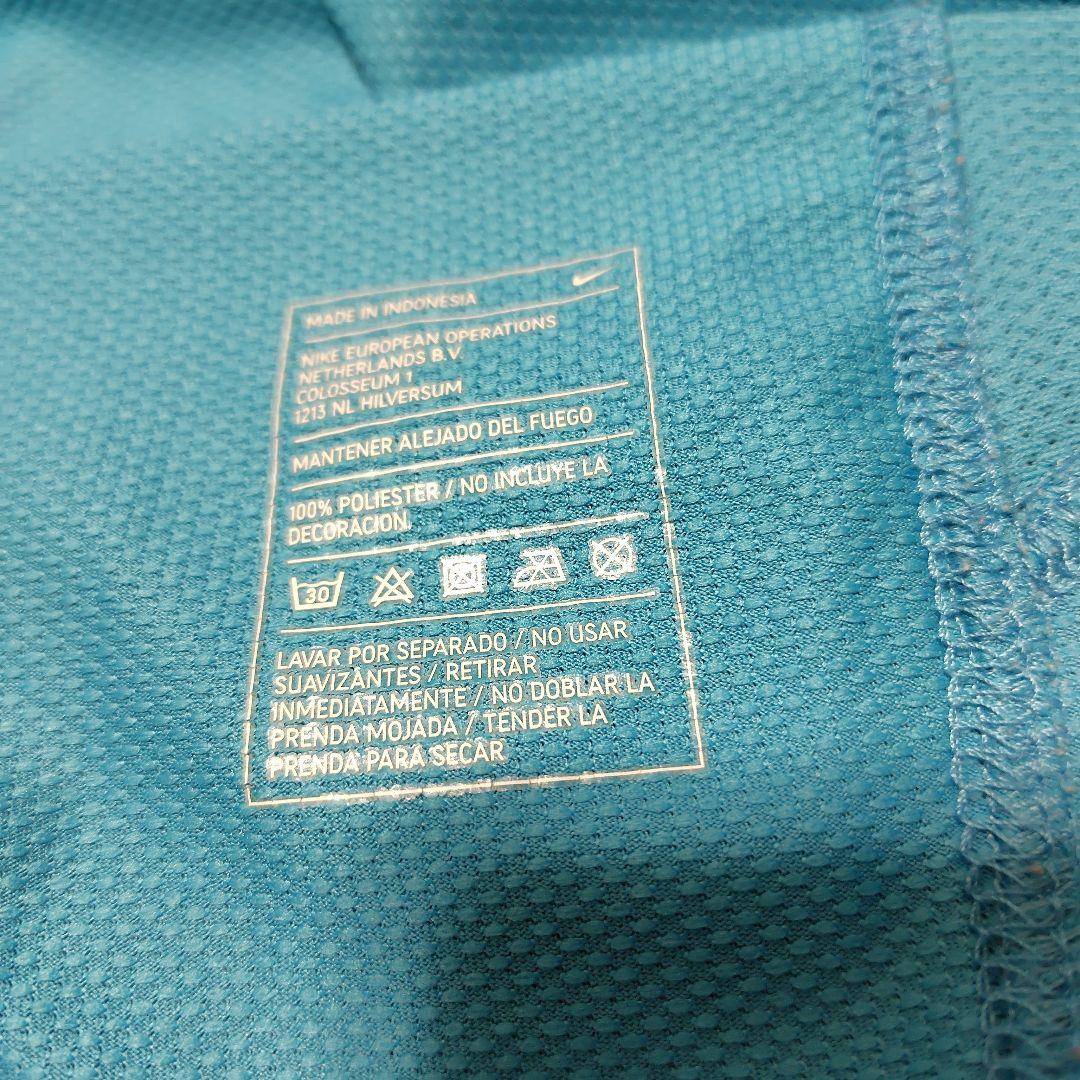 MADE IN INDONESIA
NIKE EUROPEAN OPERATIONS
NETHERLANDS B.V.
COLOSSEUM 1
1213 NL HILVERSUM
MANTENER ALEJADO DEL FUEGO
100% POLIESTER / NO INCLUYE LA
DECORACION.
30
LAVAR POR SEPARADO / NO USAR
SUAVIZANTES / RETIRAR
INMEDIATAMENTE / NO DOBLAR LA
PRENDA MOJADA / TENDER LA
PRENDA PARA SECAR